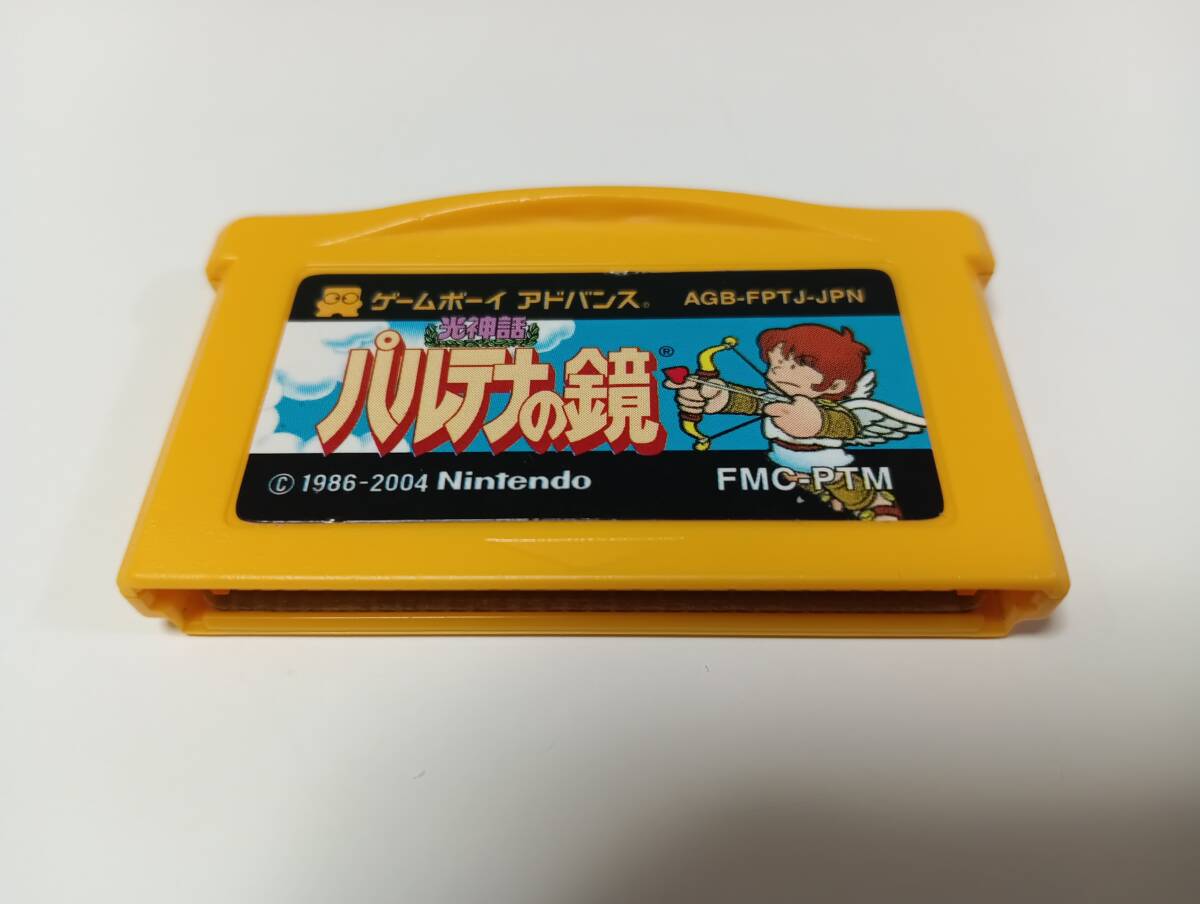 ゲームボーイ アドバンス® AGB-FPTJ-JPN
光神話
パルテナの鏡®
© 1986-2004 Nintendo FMC-PTM